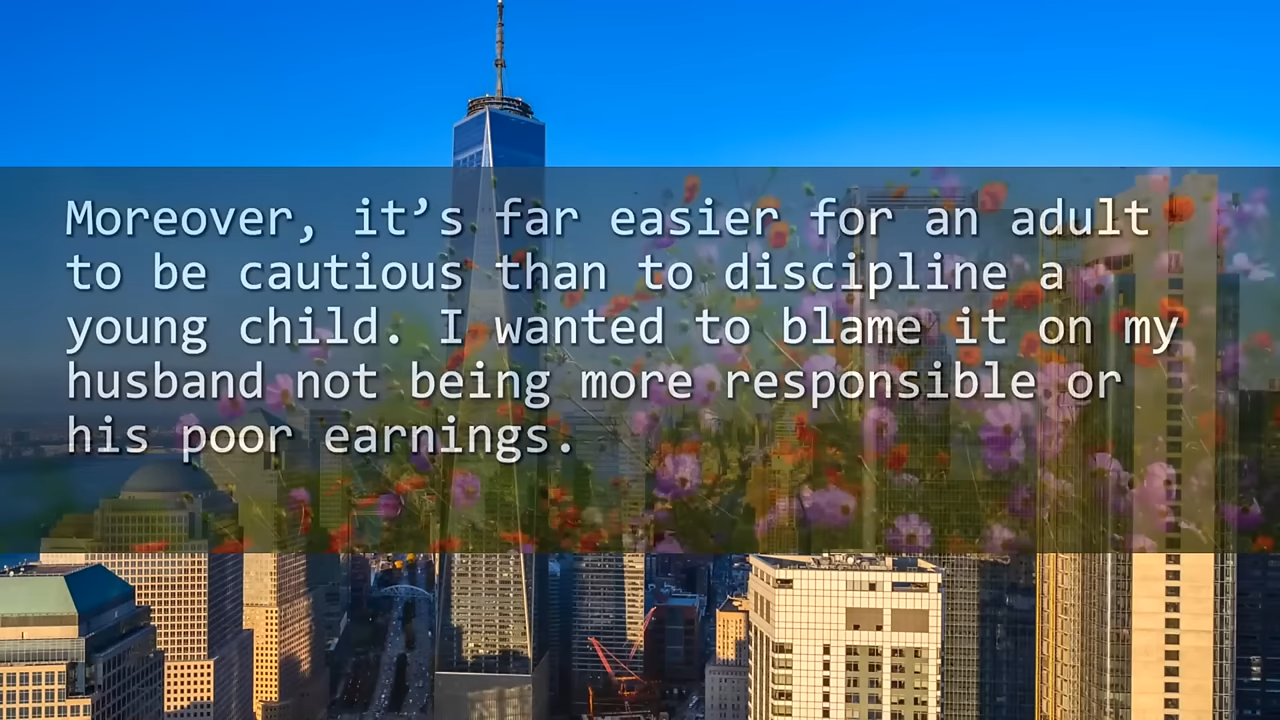 Moreover, it’s far easier for an adult
to be cautious than to discipline a
young child. I wanted to blame it on my
husband not being more responsible or
his poor earnings.